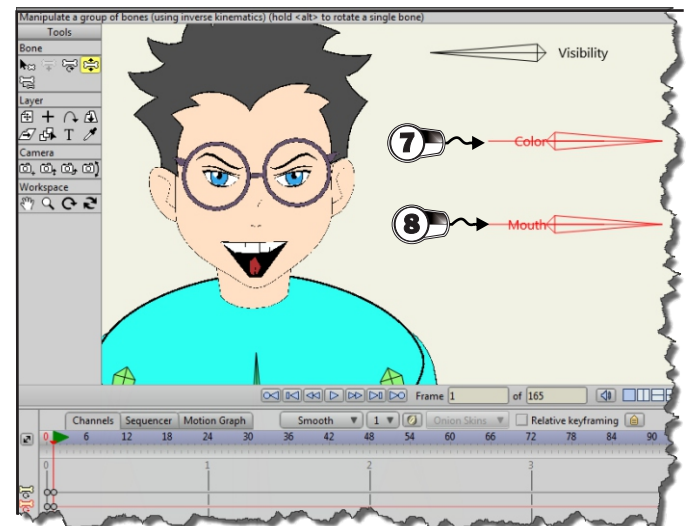 Manipulate a group of bones (using inverse kinematics) (hold <alt> to rotate a single bone)
Tools
Bone
Layer
T
Camera
Workspace
Visibility
7
Color
8
Mouth
Frame 1 of 165
Channels Sequencer Motion Graph Smooth 1 Onion Skins Relative keyframing
0 6 12 18 24 30 36 42 48 54 60 66 72 78 84 90
0 1 2 3